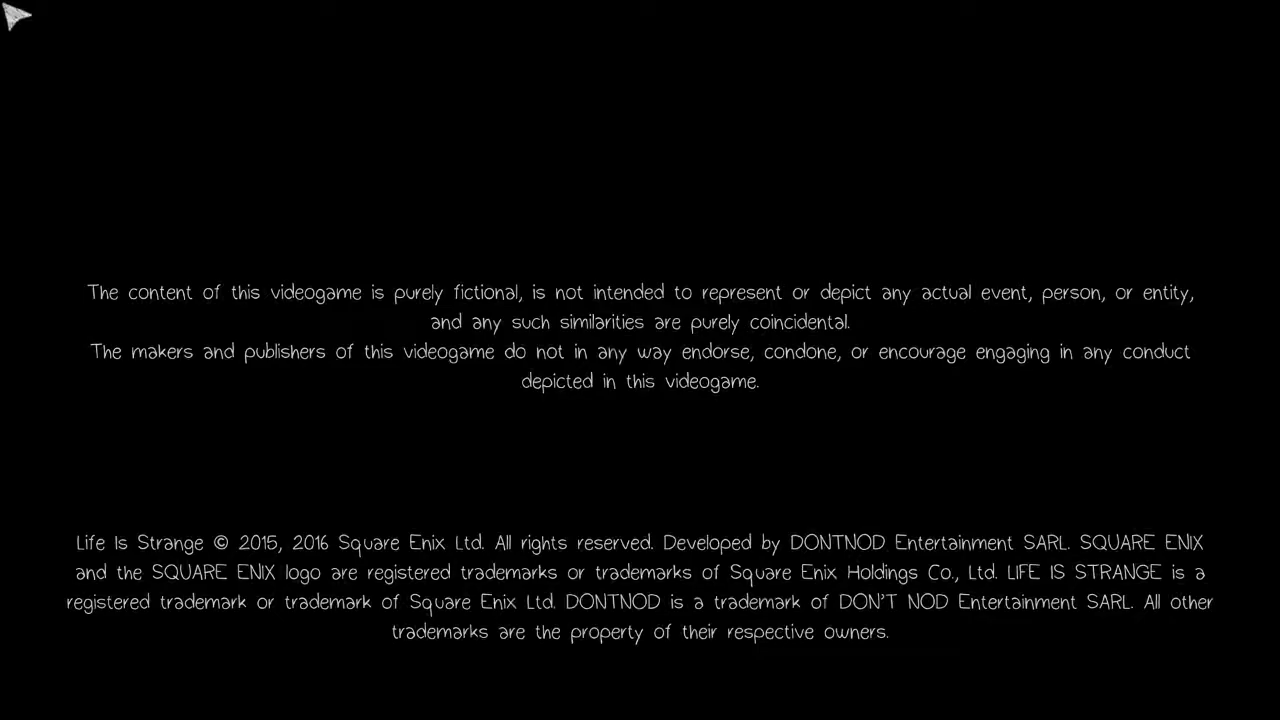 The content of this videogame is purely fictional, is not intended to represent or depict any actual event, person, or entity,
and any such similarities are purely coincidental.
The makers and publishers of this videogame do not in any way endorse, condone, or encourage engaging in any conduct
depicted in this videogame.
Life Is Strange © 2015, 2016 Square Enix Ltd. All rights reserved. Developed by DONTNOD Entertainment SARL. SQUARE ENIX
and the SQUARE ENIX logo are registered trademarks or trademarks of Square Enix Holdings Co., Ltd. LIFE IS STRANGE is a
registered trademark or trademark of Square Enix Ltd. DONTNOD is a trademark of DON'T NOD Entertainment SARL. All other
trademarks are the property of their respective owners.